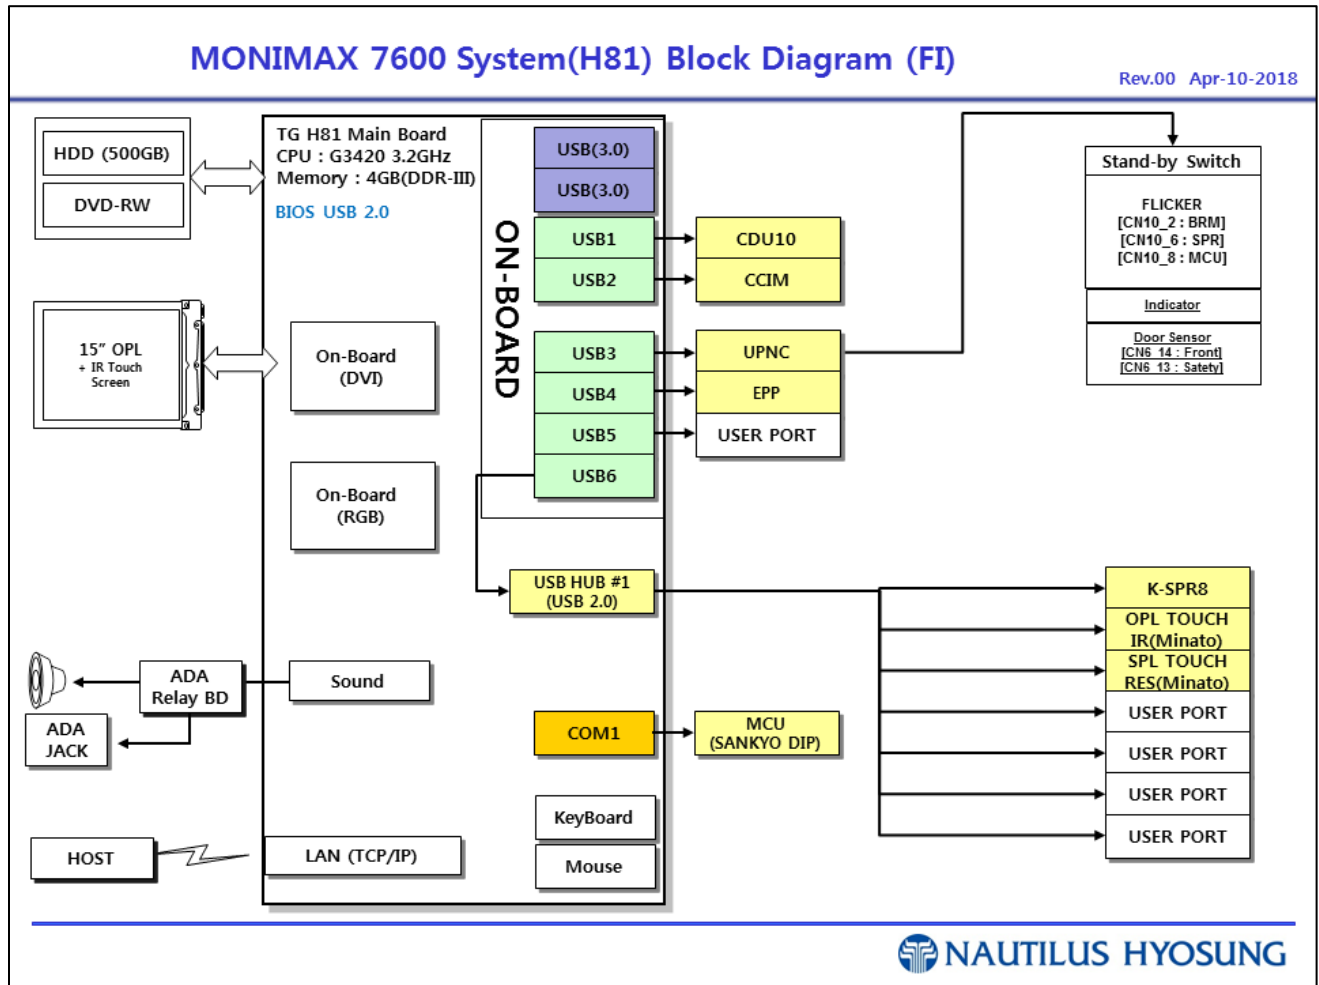 MONIMAX 7600 System(H81) Block Diagram (FI)
Rev.00 Apr-10-2018
HDD (500GB)
DVD-RW
TG H81 Main Board
CPU : G3420 3.2GHz
Memory : 4GB(DDR-III)
BIOS USB 2.0
ON-BOARD
USB(3.0)
USB(3.0)
USB1
USB2
USB3
USB4
USB5
USB6
CDU10
CCIM
UPNC
EPP
USER PORT
Stand-by Switch
FLICKER
[CN10_2 : BRM]
[CN10_6 : SPR]
[CN10_8 : MCU]
Indicator
Door Sensor
[CN6_14 : Front]
[CN6_13 : Satety]
15” OPL
+ IR Touch
Screen
On-Board
(DVI)
On-Board
(RGB)
USB HUB #1
(USB 2.0)
K-SPR8
OPL TOUCH
IR(Minato)
SPL TOUCH
RES(Minato)
USER PORT
USER PORT
USER PORT
USER PORT
ADA
Relay BD
Sound
ADA
JACK
COM1
MCU
(SANKYO DIP)
KeyBoard
Mouse
HOST
LAN (TCP/IP)
NAUTILUS HYOSUNG